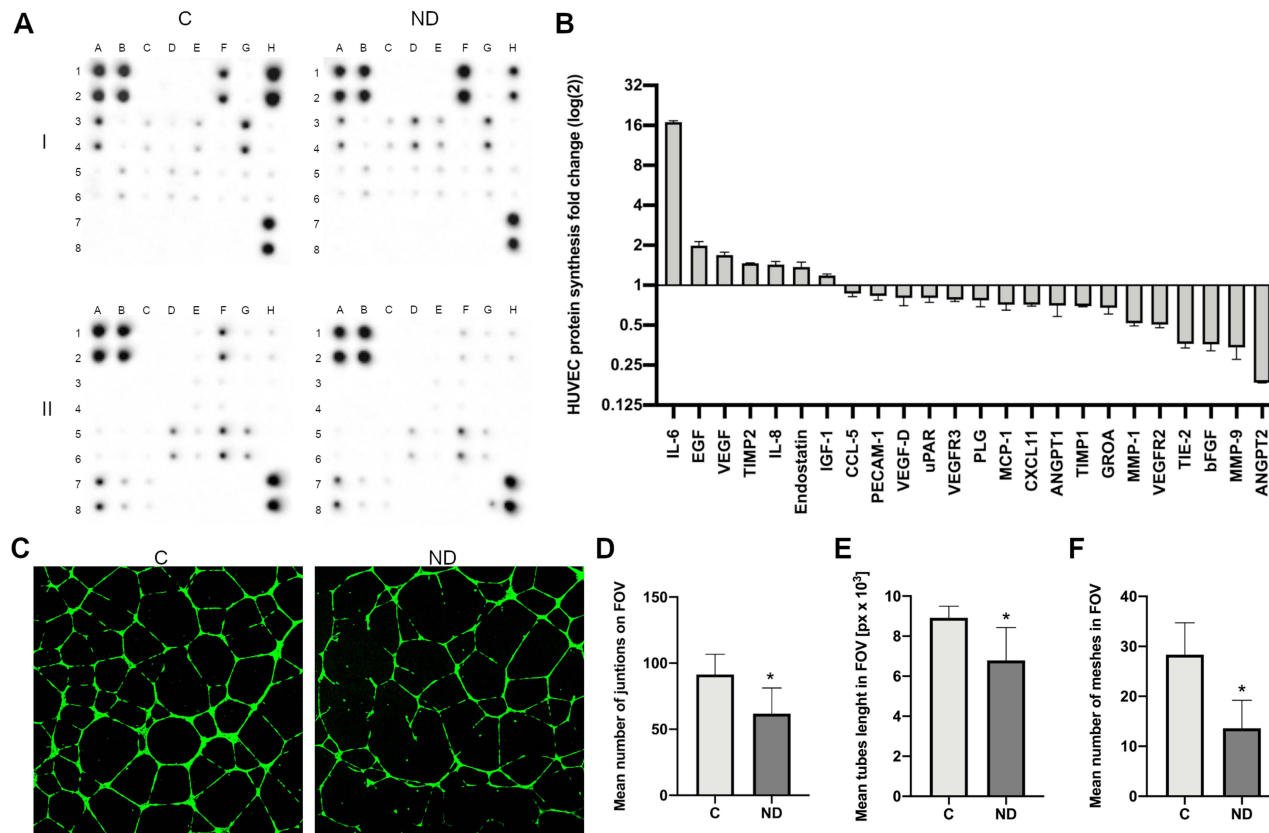 A
C
ND
A B C D E F G H
A B C D E F G H
1
2
3
4
5
6
7
8
1
2
3
4
5
6
7
8
I
A B C D E F G H
A B C D E F G H
1
2
3
4
5
6
7
8
1
2
3
4
5
6
7
8
II
B
HUVEC protein synthesis fold change (log(2))
32
16
8
4
2
1
0.5
0.25
0.125
IL-6
EGF
VEGF
TIMP2
IL-8
Endostatin
IGF-1
CCL-5
PECAM-1
VEGF-D
uPAR
VEGFR3
PLG
MCP-1
CXCL11
ANGPT1
TIMP1
GROA
MMP-1
VEGFR2
TIE-2
bFGF
MMP-9
ANGPT2
C
C
ND
D
Mean number of juntions on FOV
150
100
50
0
*
C
ND
E
Mean tubes lenght in FOV [px x 10³]
10
8
6
4
2
0
*
C
ND
F
Mean number of meshes in FOV
40
30
20
10
0
*
C
ND